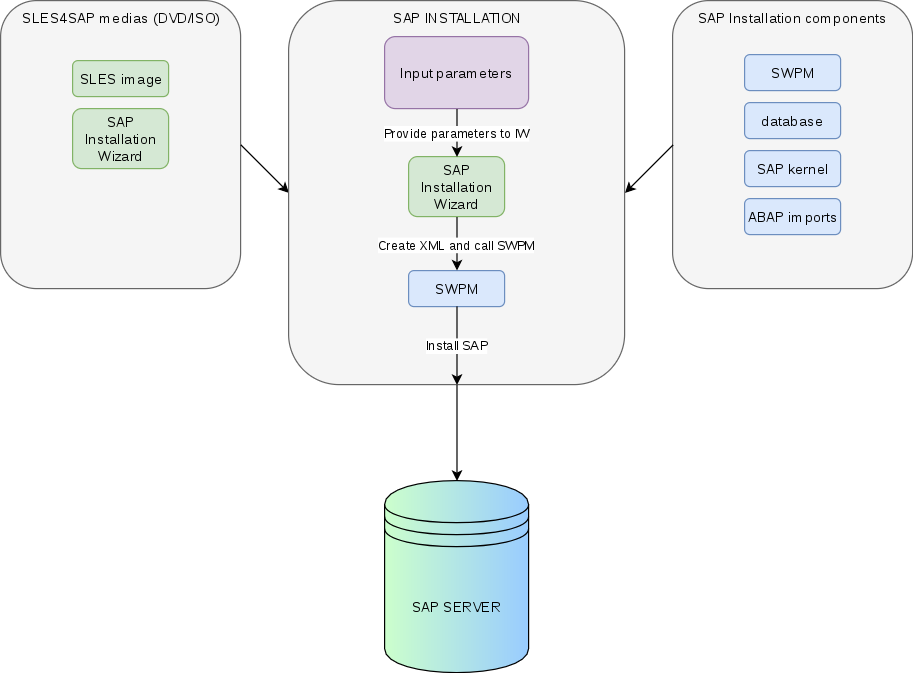 SLES4SAP medias (DVD/ISO)
SLES image
SAP
Installation
Wizard
SAP INSTALLATION
Input parameters
Provide parameters to IW
SAP
Installation
Wizard
Create XML and call SWPM
SWPM
Install SAP
SAP Installation components
SWPM
database
SAP kernel
ABAP imports
SAP SERVER